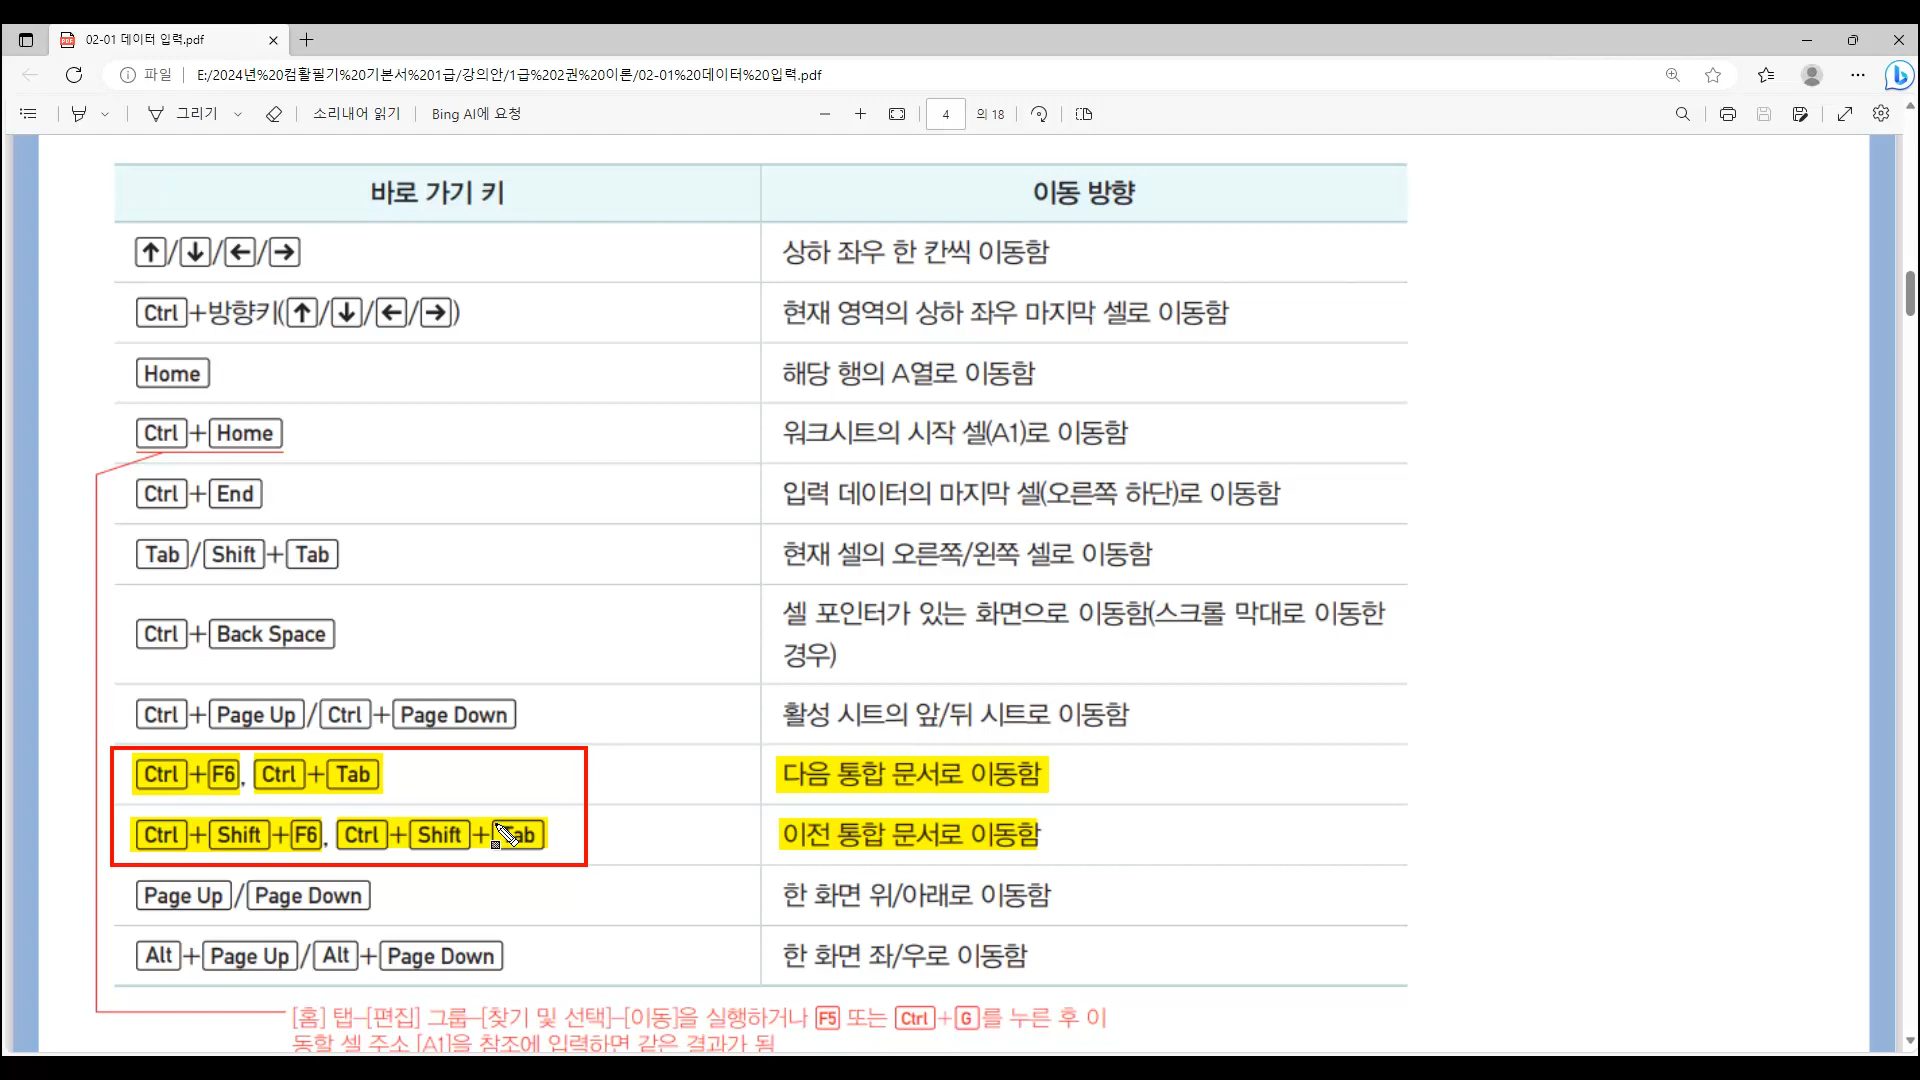 02-01 데이터 입력.pdf
파일 E:/2024년%20컴활필기%20기본서%201급/강의안/1급%202권%20이론/02-01%20데이터%20입력.pdf
그리기 소리내어 읽기 Bing AI에 요청 4 의 18
바로 가기 키 이동 방향
↑/↓/←/→ 상하 좌우 한 칸씩 이동함
Ctrl+방향키(↑/↓/←/→) 현재 영역의 상하 좌우 마지막 셀로 이동함
Home 해당 행의 A열로 이동함
Ctrl+Home 워크시트의 시작 셀(A1)로 이동함
Ctrl+End 입력 데이터의 마지막 셀(오른쪽 하단)로 이동함
Tab/Shift+Tab 현재 셀의 오른쪽/왼쪽 셀로 이동함
Ctrl+Back Space 셀 포인터가 있는 화면으로 이동함(스크롤 막대로 이동한
경우)
Ctrl+Page Up/Ctrl+Page Down 활성 시트의 앞/뒤 시트로 이동함
Ctrl+F6, Ctrl+Tab 다음 통합 문서로 이동함
Ctrl+Shift+F6, Ctrl+Shift+Tab 이전 통합 문서로 이동함
Page Up/Page Down 한 화면 위/아래로 이동함
Alt+Page Up/Alt+Page Down 한 화면 좌/우로 이동함
[홈] 탭-[편집] 그룹-[찾기 및 선택]-[이동]을 실행하거나 F5 또는 Ctrl+G를 누른 후 이
동할 셀 주소 [A1]을 참조에 입력하면 같은 결과가 됨